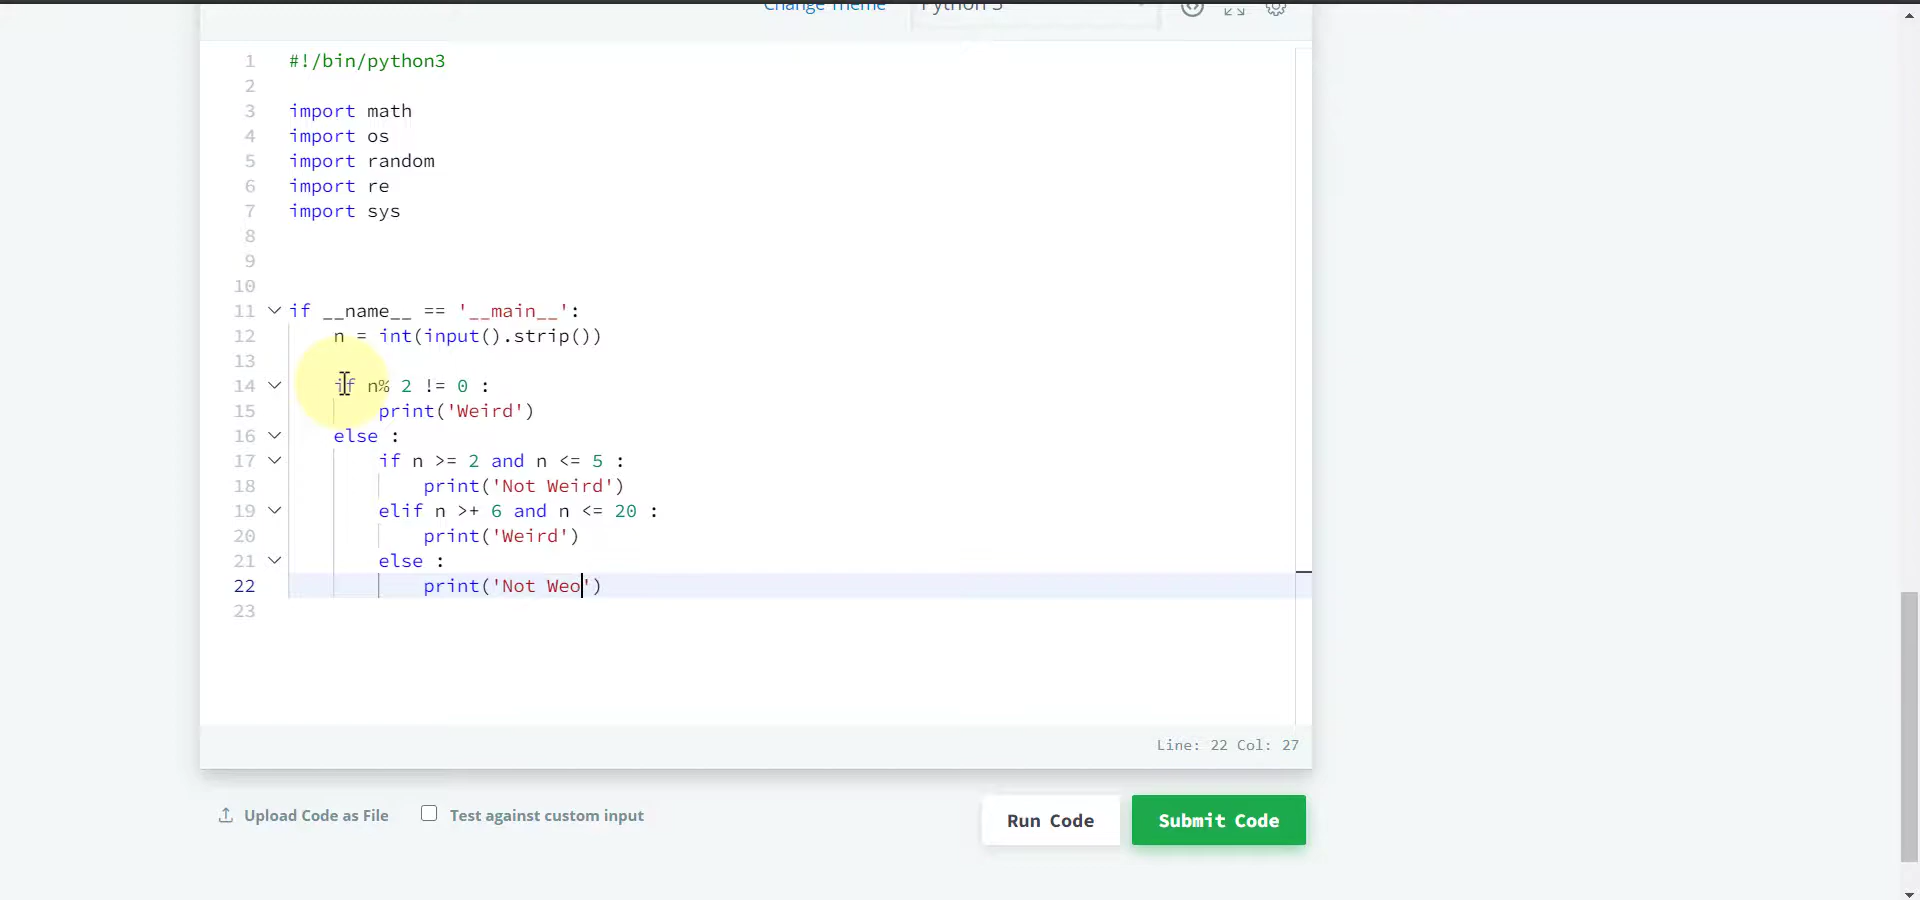 Change Theme Python 3
1 #!/bin/python3
2
3 import math
4 import os
5 import random
6 import re
7 import sys
8
9
10
11 if __name__ == '__main__':
12     n = int(input().strip())
13
14     if n% 2 != 0 :
15         print('Weird')
16     else :
17         if n >= 2 and n <= 5 :
18             print('Not Weird')
19         elif n >+ 6 and n <= 20 :
20             print('Weird')
21         else :
22             print('Not Weo')
23
Line: 22 Col: 27
Upload Code as File Test against custom input Run Code Submit Code